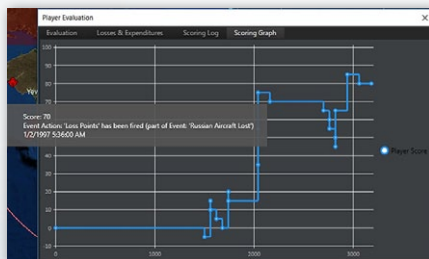 Player Evaluation
Evaluation Losses & Expenditures Scoring Log Scoring Graph
100
90
80
70
60
50
Yev
Score: 70
Event Action: 'Loss Points' has been fired (part of Event: 'Russian Aircraft Lost')
1/2/1997 5:36:00 AM
Player Score
20
10
0
-10
0 1000 2000 3000